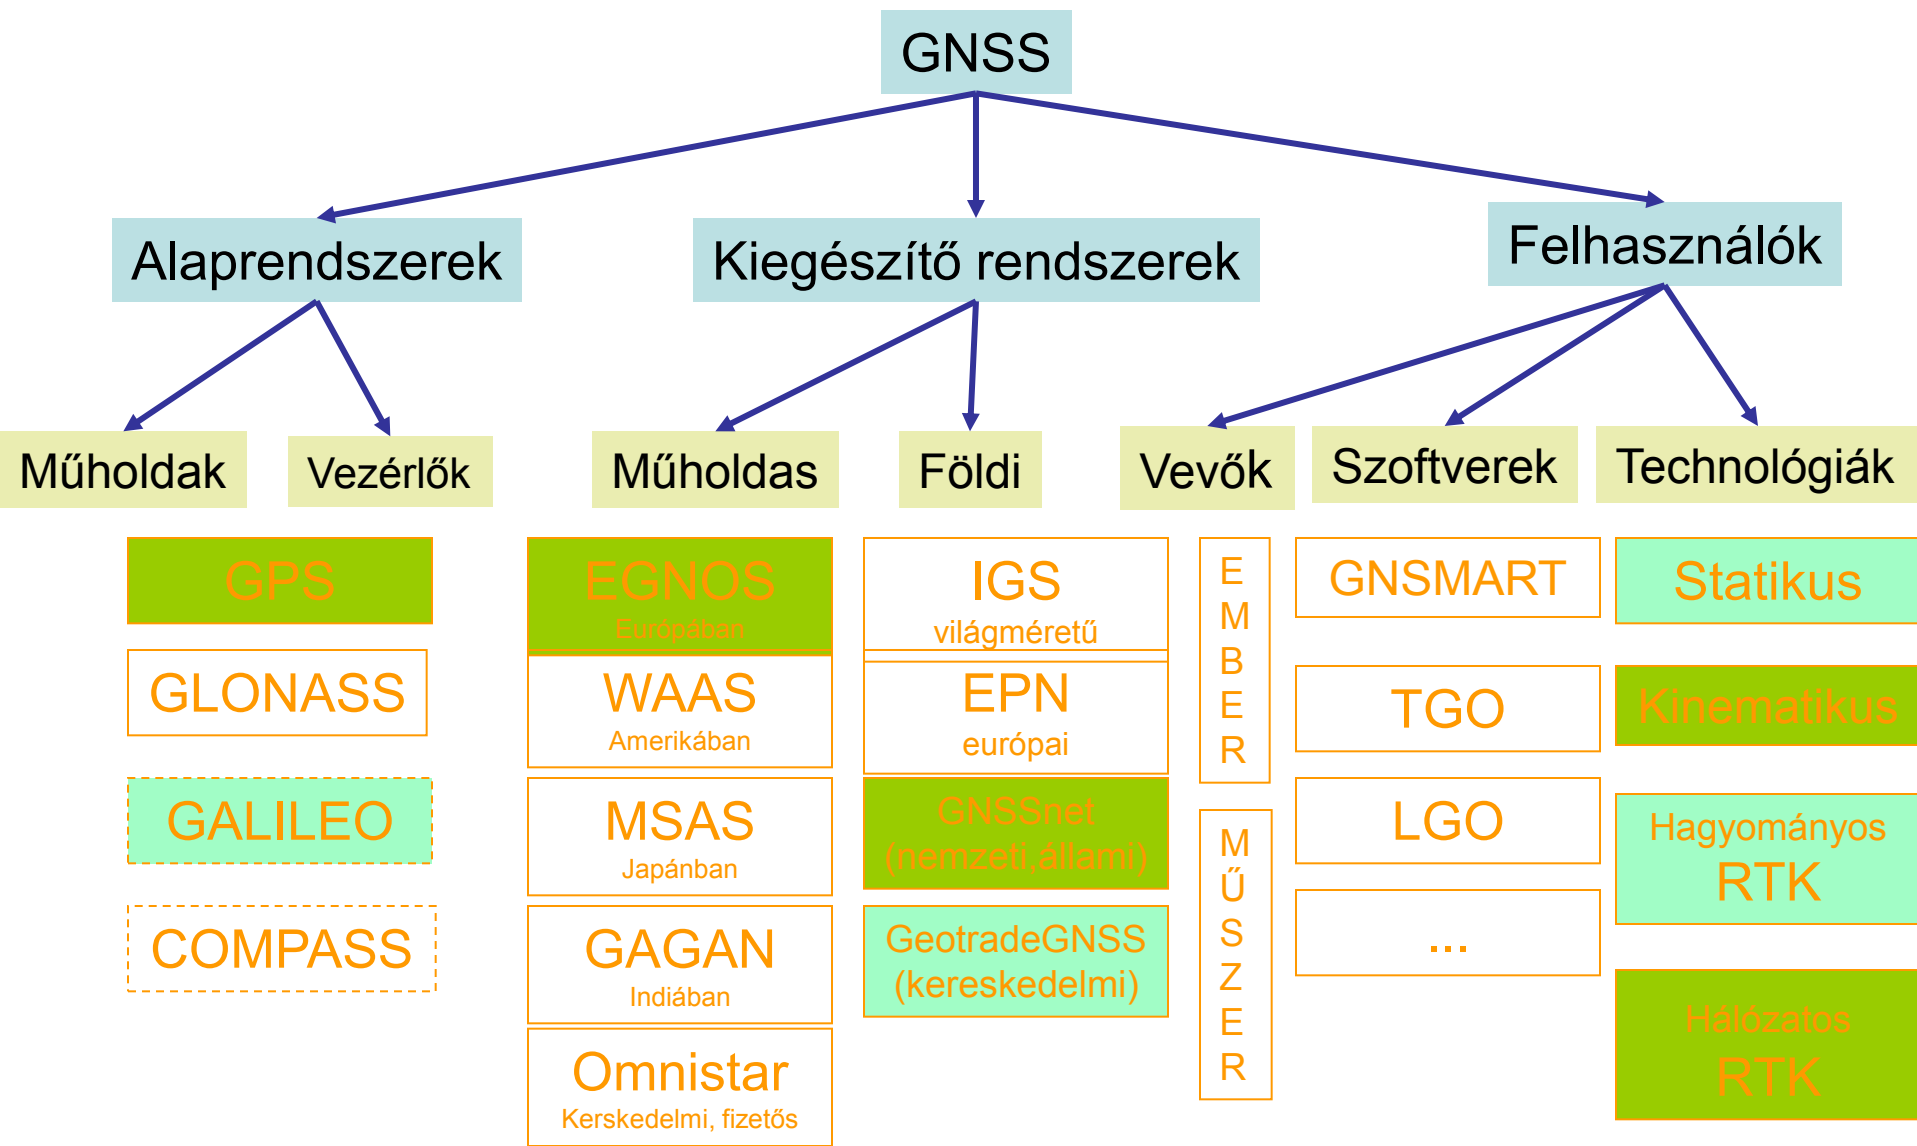 GNSS
Alaprendszerek
Kiegészítő rendszerek
Felhasználók
Műholdak
Vezérlők
Műholdas
Földi
Vevők
Szoftverek
Technológiák
GPS
GLONASS
GALILEO
COMPASS
EGNOS
Európában
WAAS
Amerikában
MSAS
Japánban
GAGAN
Indiában
Omnistar
Kerskedelmi, fizetős
IGS
világméretű
EPN
európai
GNSSnet
(nemzeti,állami)
GeotradeGNSS
(kereskedelmi)
E
M
B
E
R
M
Ű
S
Z
E
R
GNSMART
TGO
LGO
...
Statikus
Kinematikus
Hagyományos
RTK
Hálózatos
RTK